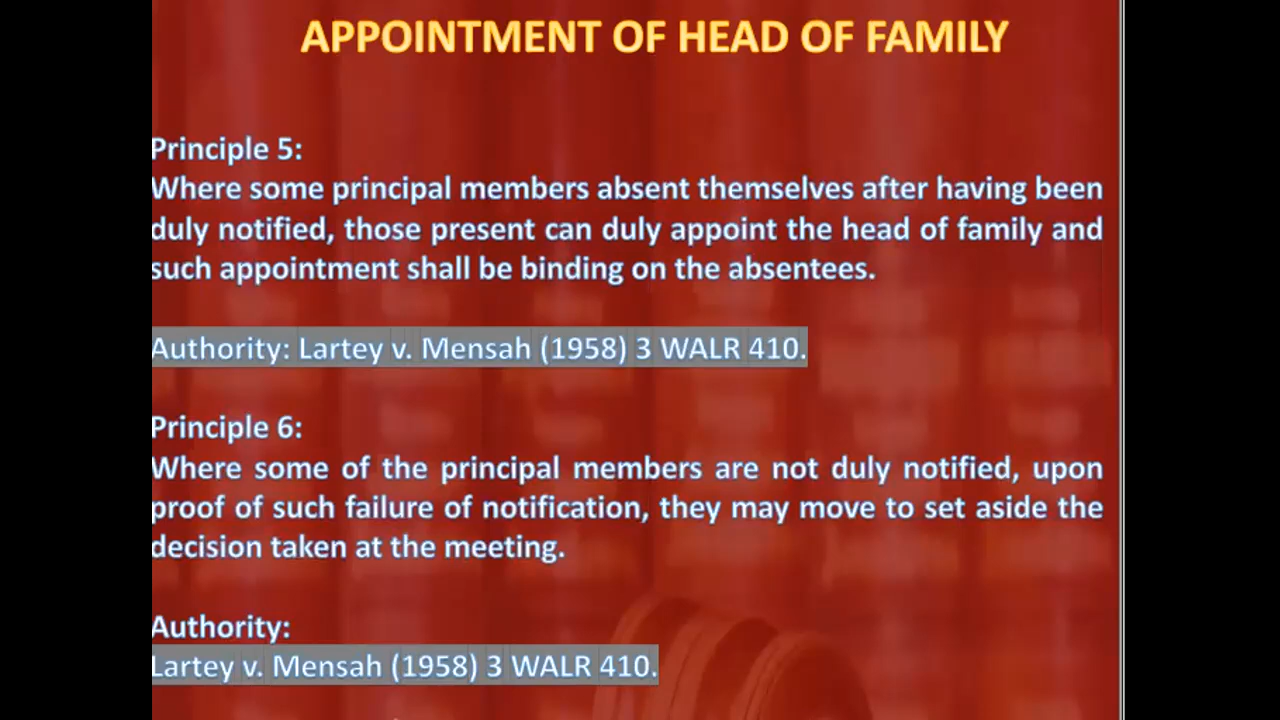 APPOINTMENT OF HEAD OF FAMILY
Principle 5:
Where some principal members absent themselves after having been
duly notified, those present can duly appoint the head of family and
such appointment shall be binding on the absentees.
Authority: Lartey v. Mensah (1958) 3 WALR 410.
Principle 6:
Where some of the principal members are not duly notified, upon
proof of such failure of notification, they may move to set aside the
decision taken at the meeting.
Authority:
Lartey v. Mensah (1958) 3 WALR 410.